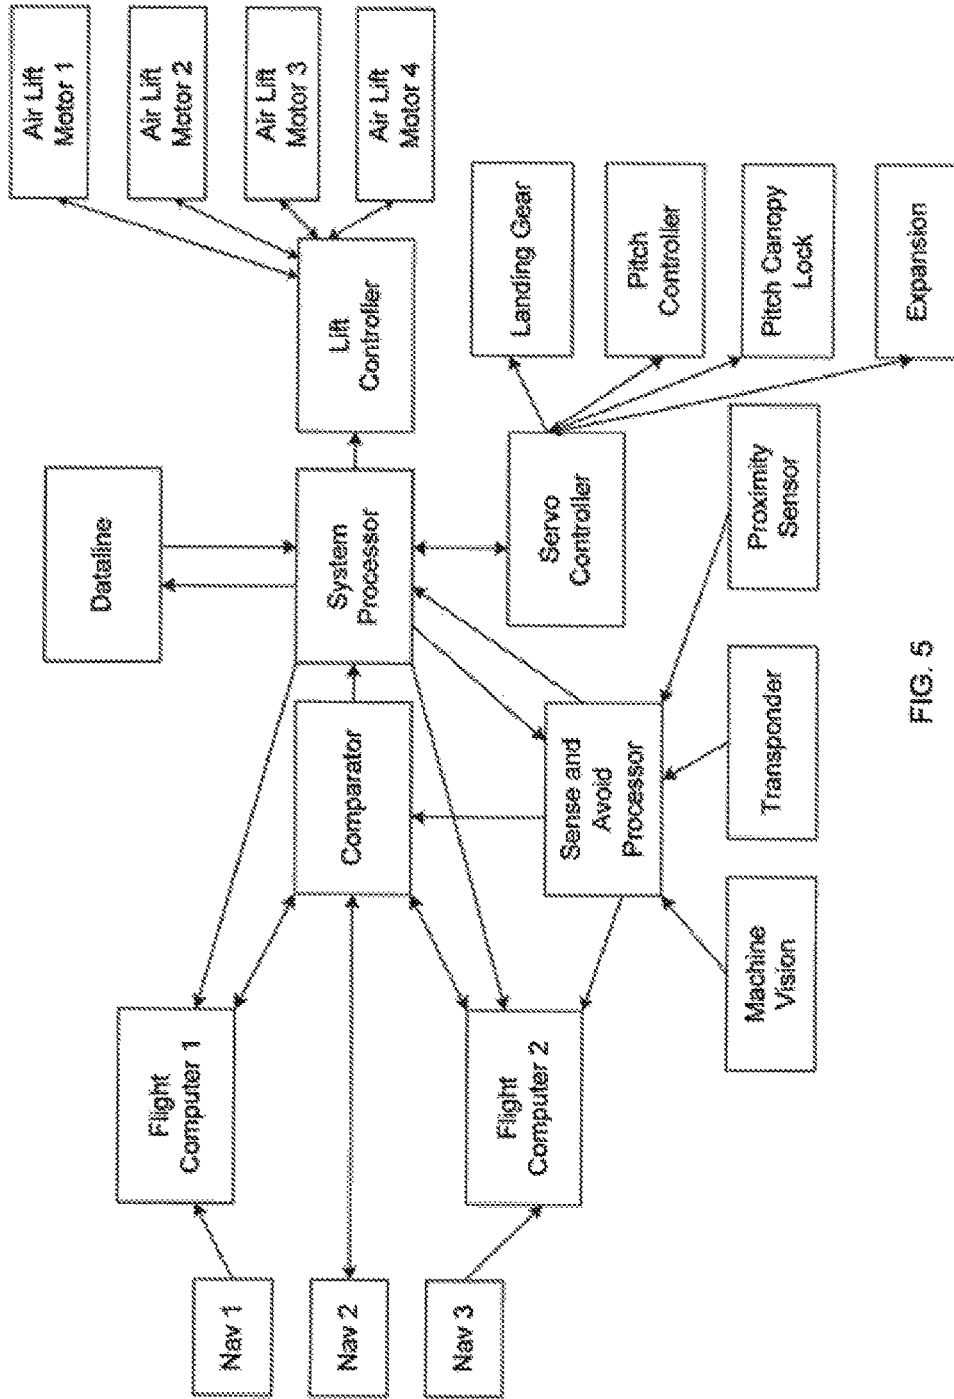 Nav 1
Nav 2
Nav 3
Flight
Computer 1
Flight
Computer 2
Comparator
Dataline
System
Processor
Sense and
Avoid
Processor
Machine
Vision
Transponder
Proximity
Sensor
Servo
Controller
Lift
Controller
Air Lift
Motor 1
Air Lift
Motor 2
Air Lift
Motor 3
Air Lift
Motor 4
Landing Gear
Pitch
Controller
Pitch Canopy
Lock
Expansion
FIG. 5